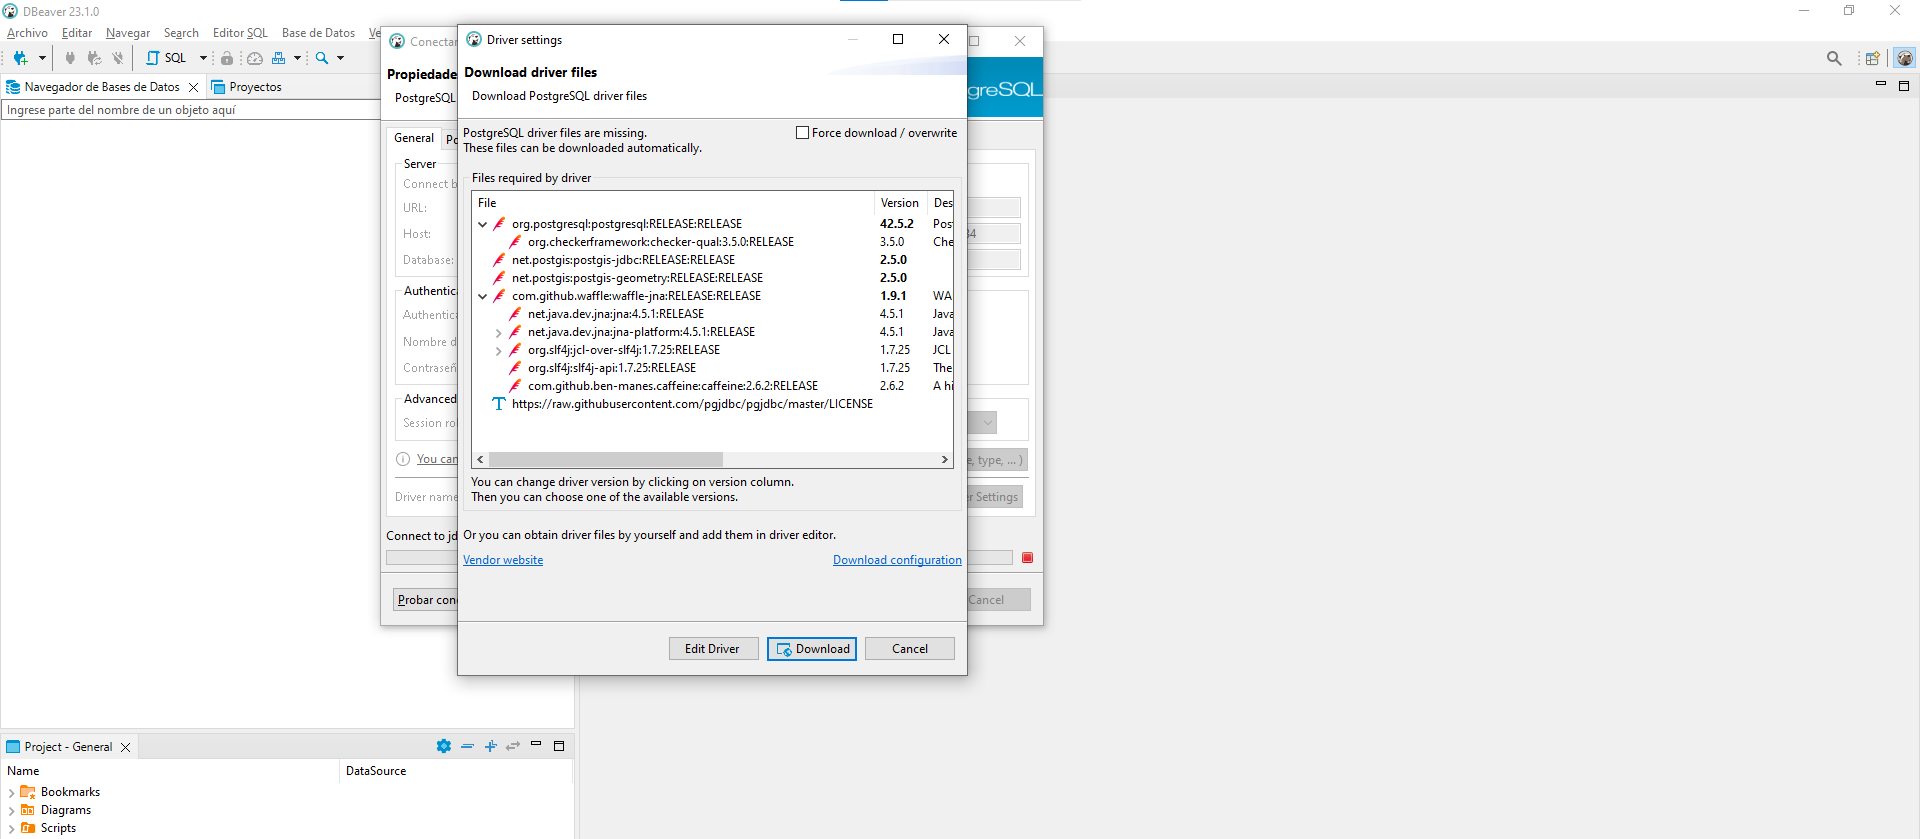 DBeaver 23.1.0
Archivo Editar Navegar Search Editor SQL Base de Datos Ve
SQL
Navegador de Bases de Datos
Proyectos
Ingrese parte del nombre de un objeto aquí
Conectar
Propiedade
PostgreSQL
greSQL
General
Po
Server
Connect b
URL:
Host:
34
Database:
Authentica
Authentica
Nombre d
Contraseñ
Advanced
Session ro
You can
e, type, ... )
Driver name
er Settings
Connect to jd
Probar con
Cancel
Driver settings
Download driver files
Download PostgreSQL driver files
PostgreSQL driver files are missing.
These files can be downloaded automatically.
Force download / overwrite
Files required by driver
File Version Des
org.postgresql:postgresql:RELEASE:RELEASE 42.5.2 Pos
org.checkerframework:checker-qual:3.5.0:RELEASE 3.5.0 Che
net.postgis:postgis-jdbc:RELEASE:RELEASE 2.5.0
net.postgis:postgis-geometry:RELEASE:RELEASE 2.5.0
com.github.waffle:waffle-jna:RELEASE:RELEASE 1.9.1 WA
net.java.dev.jna:jna:4.5.1:RELEASE 4.5.1 Java
net.java.dev.jna:jna-platform:4.5.1:RELEASE 4.5.1 Java
org.slf4j:jcl-over-slf4j:1.7.25:RELEASE 1.7.25 JCL
org.slf4j:slf4j-api:1.7.25:RELEASE 1.7.25 The
com.github.ben-manes.caffeine:caffeine:2.6.2:RELEASE 2.6.2 A hi
https://raw.githubusercontent.com/pgjdbc/pgjdbc/master/LICENSE
You can change driver version by clicking on version column.
Then you can choose one of the available versions.
Or you can obtain driver files by yourself and add them in driver editor.
Vendor website
Download configuration
Edit Driver
Download
Cancel
Project - General
Name DataSource
Bookmarks
Diagrams
Scripts